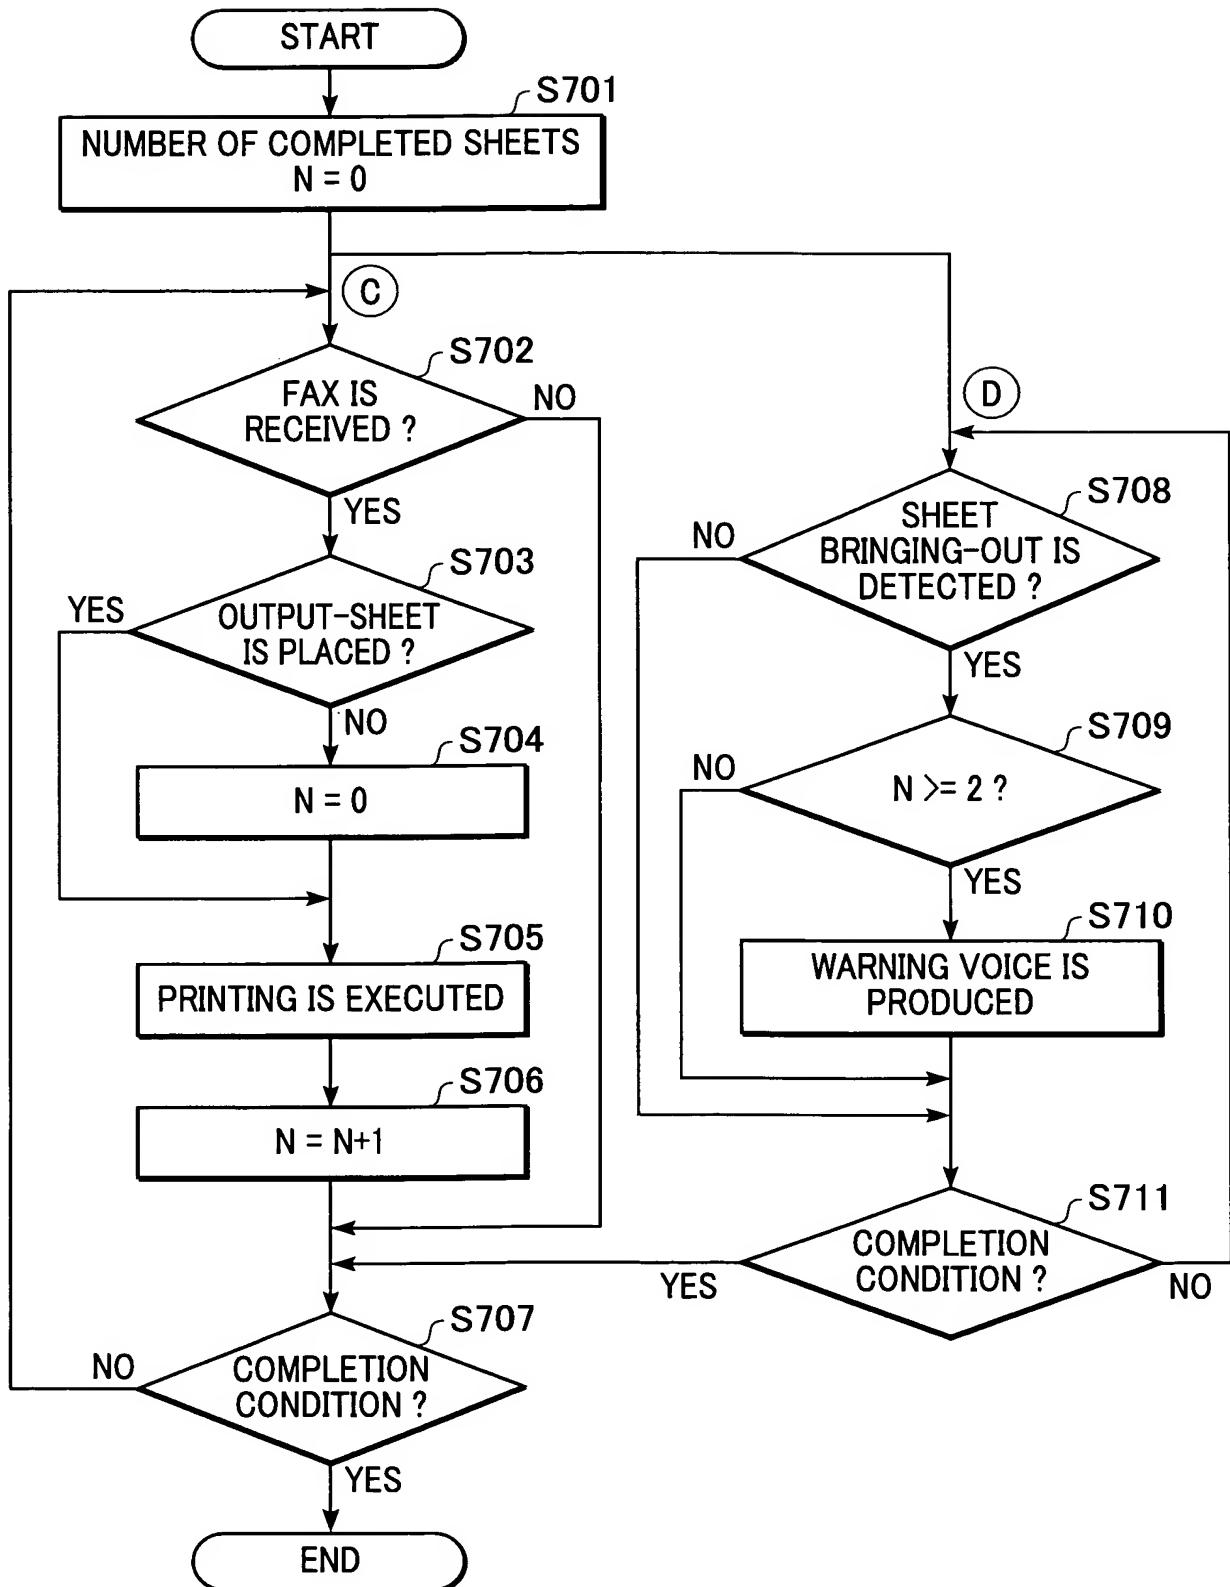 START
S701
NUMBER OF COMPLETED SHEETS
N = 0
C
S702
FAX IS
RECEIVED ?
NO
YES
S703
YES
OUTPUT-SHEET
IS PLACED ?
NO
S704
N = 0
S705
PRINTING IS EXECUTED
S706
N = N+1
S707
NO
COMPLETION
CONDITION ?
YES
END
D
S708
NO
SHEET
BRINGING-OUT IS
DETECTED ?
YES
S709
NO
N >= 2 ?
YES
S710
WARNING VOICE IS
PRODUCED
S711
COMPLETION
CONDITION ?
YES
NO